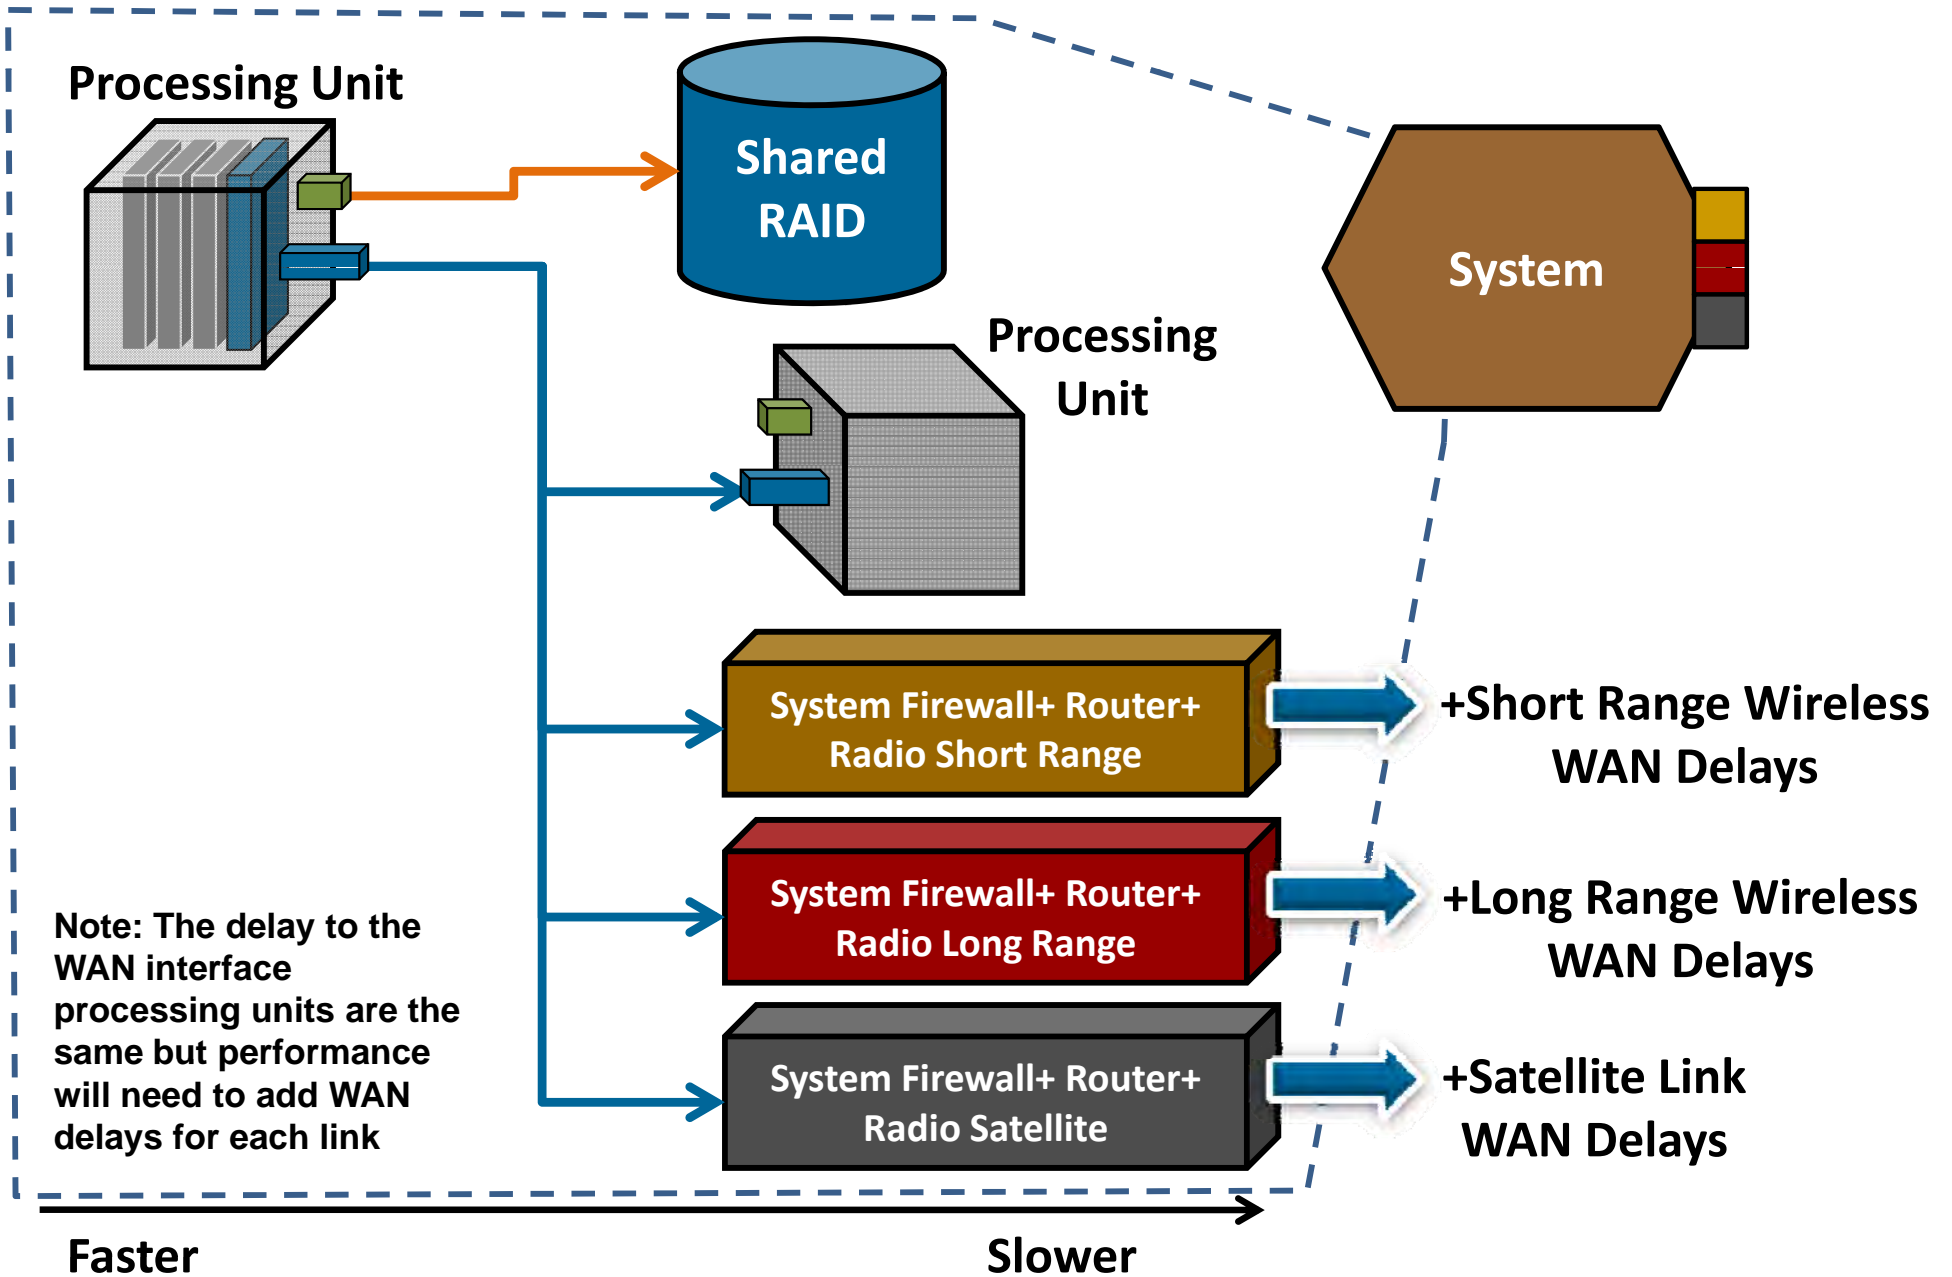 Processing Unit
Shared
RAID
System
Processing
Unit
System Firewall+ Router+
Radio Short Range
+Short Range Wireless
WAN Delays
System Firewall+ Router+
Radio Long Range
+Long Range Wireless
WAN Delays
Note: The delay to the
WAN interface
processing units are the
same but performance
will need to add WAN
delays for each link
System Firewall+ Router+
Radio Satellite
+Satellite Link
WAN Delays
Faster
Slower